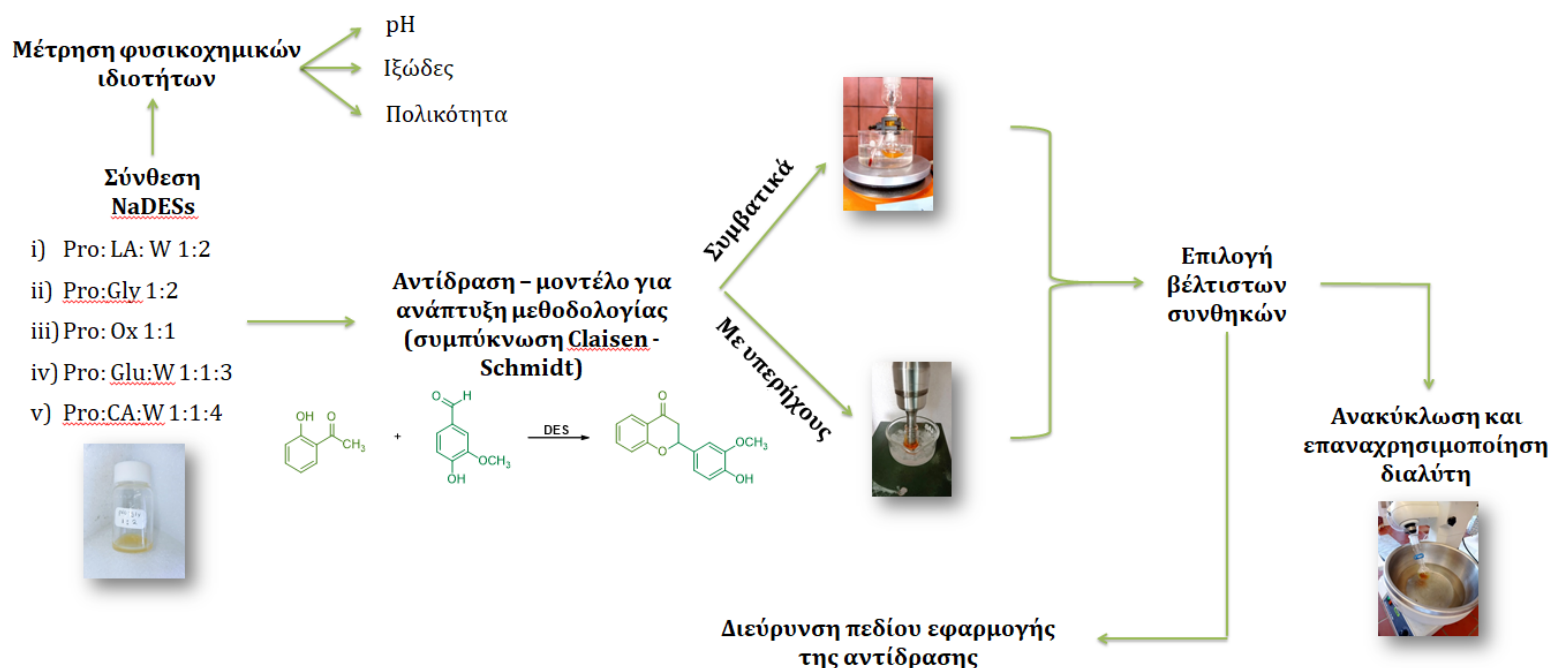 Μέτρηση φυσικοχημικών
ιδιοτήτων
pH
Ιξώδες
Πολικότητα
Σύνθεση
NaDESs
i) Pro: LA: W 1:2
ii) Pro:Gly 1:2
iii) Pro: Ox 1:1
iv) Pro: Glu:W 1:1:3
v) Pro:CA:W 1:1:4
Αντίδραση – μοντέλο για
ανάπτυξη μεθοδολογίας
(συμπύκνωση Claisen -
Schmidt)
OH
O
CH3
+
O
H
OCH3
OH
DES
O
O
OCH3
OH
Συμβατικά
Με υπερήχους
Επιλογή
βέλτιστων
συνθηκών
Ανακύκλωση και
επαναχρησιμοποίηση
διαλύτη
Διεύρυνση πεδίου εφαρμογής
της αντίδρασης